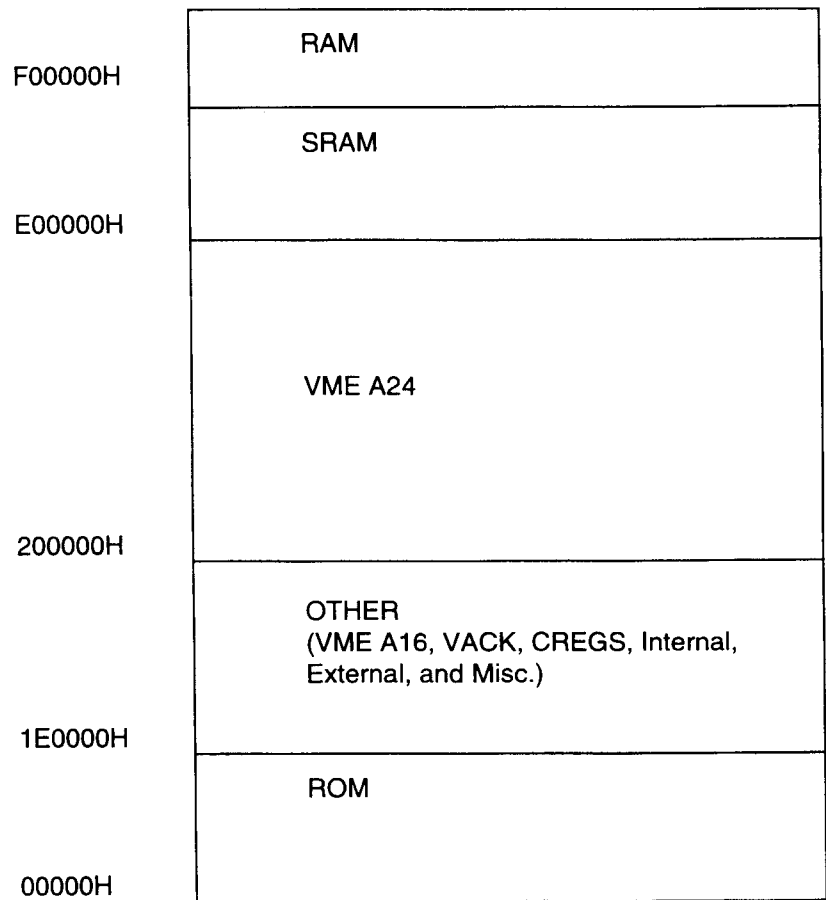 RAM
F00000H
SRAM
E00000H
VME A24
200000H
OTHER
(VME A16, VACK, CREGS, Internal,
External, and Misc.)
1E0000H
ROM
00000H